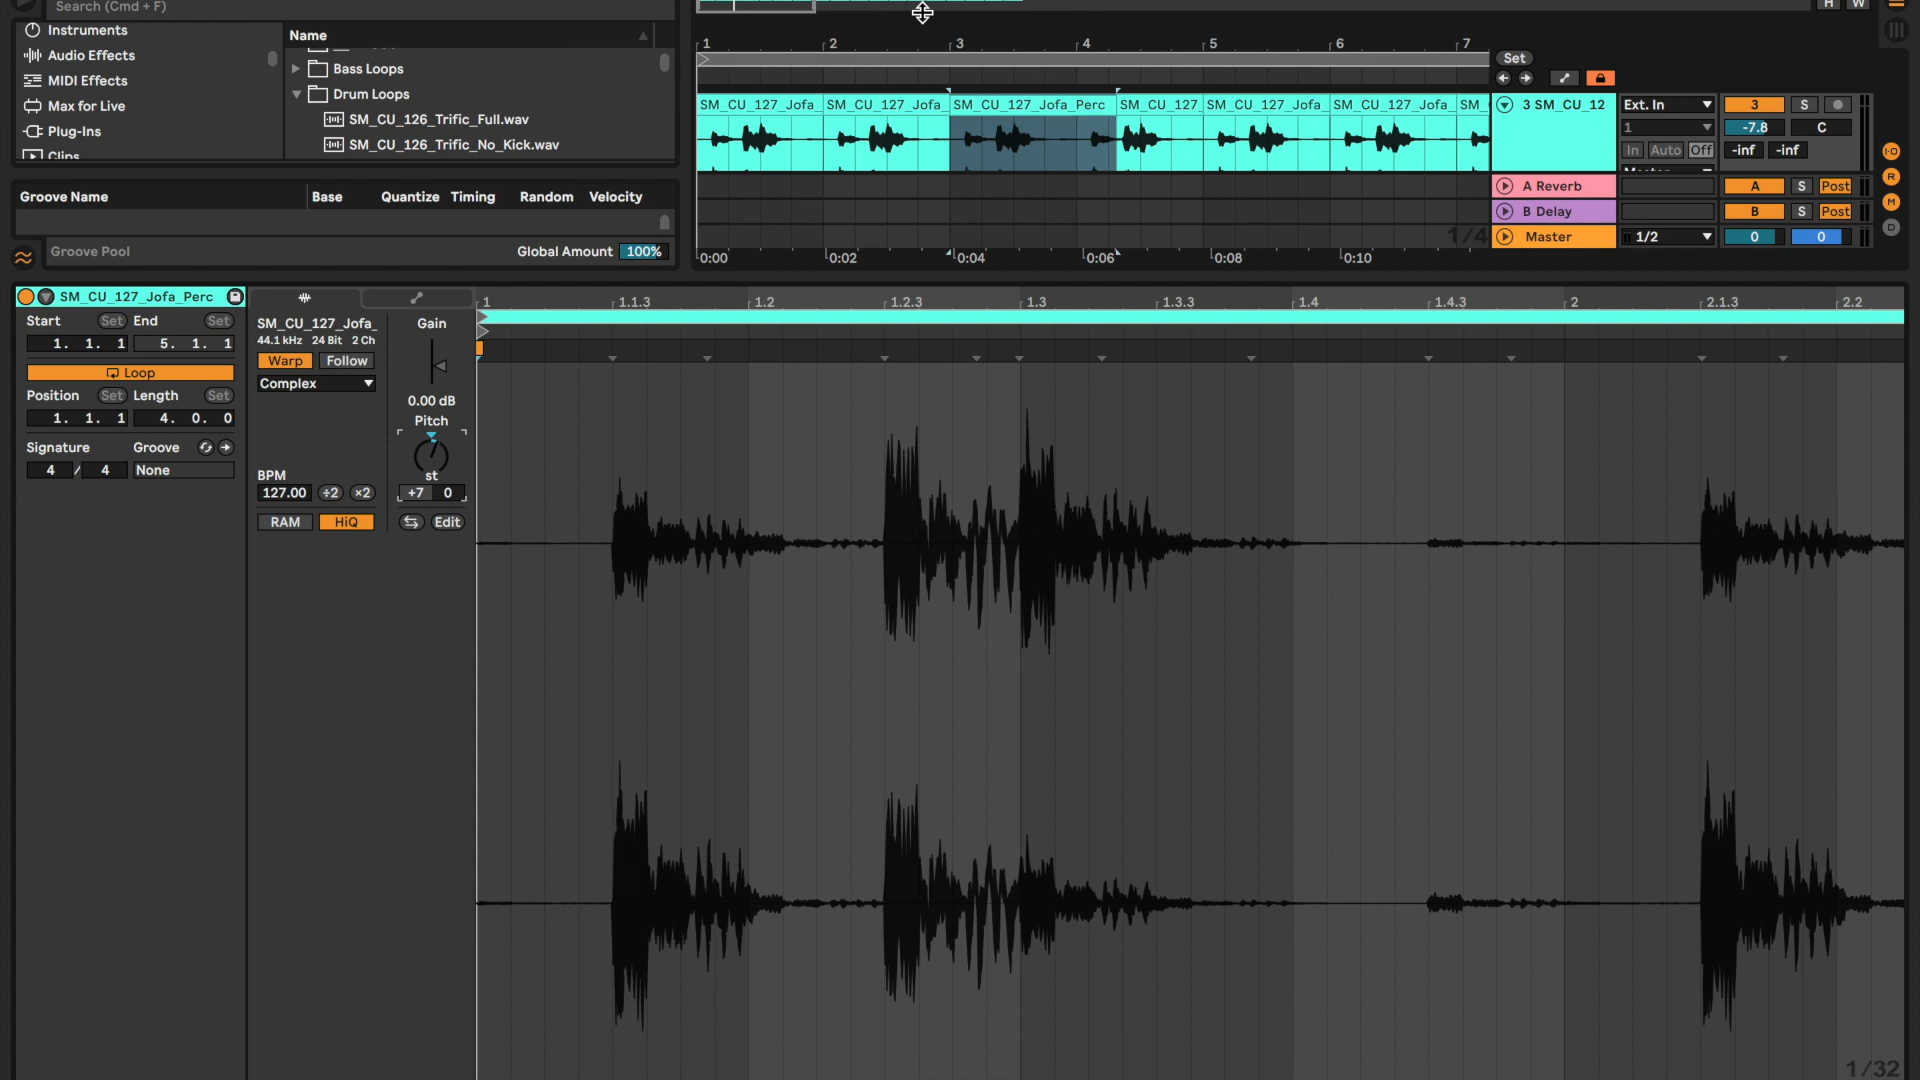 Search (Cmd + F)
Instruments
Audio Effects
MIDI Effects
Max for Live
Plug-Ins
Clips
Name
Bass Loops
Drum Loops
SM_CU_126_Trific_Full.wav
SM_CU_126_Trific_No_Kick.wav
Groove Name Base Quantize Timing Random Velocity
Groove Pool Global Amount 100%
H W
1 2 3 4 5 6 7
Set
SM_CU_127_Jofa SM_CU_127_Jofa SM_CU_127_Jofa_Perc SM_CU_127 SM_CU_127_Jofa SM_CU_127_Jofa SM_
3 SM_CU_12 Ext. In 3 S
1 -7.8 C
In Auto Off -inf -inf
A Reverb A S Post
B Delay B S Post
1/4 Master 1/2 0 0
0:00 0:02 0:04 0:06 0:08 0:10
I·O
R
M
D
SM_CU_127_Jofa_Perc
Start Set End Set
1. 1. 1 5. 1. 1
Loop
Position Set Length Set
1. 1. 1 4. 0. 0
Signature Groove
4 / 4 None
SM_CU_127_Jofa_
44.1 kHz 24 Bit 2 Ch
Warp Follow
Complex
BPM
127.00 ÷2 ×2
RAM HiQ
Gain
0.00 dB
Pitch
st
+7 0
Edit
1 1.1.3 1.2 1.2.3 1.3 1.3.3 1.4 1.4.3 2 2.1.3 2.2
1/32